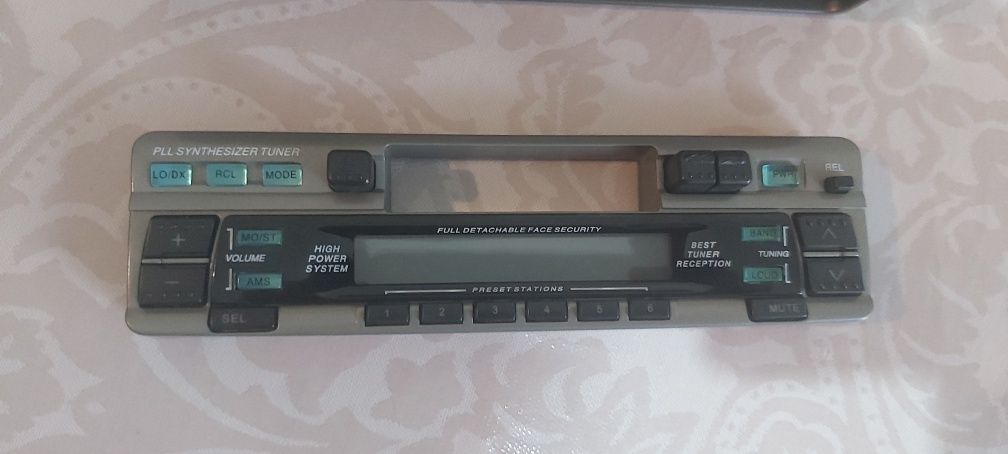 PLL SYNTHESIZER TUNER
LO/DX RCL MODE
PWR
REL
+
FULL DETACHABLE FACE SECURITY
MO/ST
VOLUME
AMS
HIGH
POWER
SYSTEM
BEST
TUNER
RECEPTION
BAND
TUNING
LOUD
−
PRESET STATIONS
SEL
1 2 3 4 5 6
MUTE